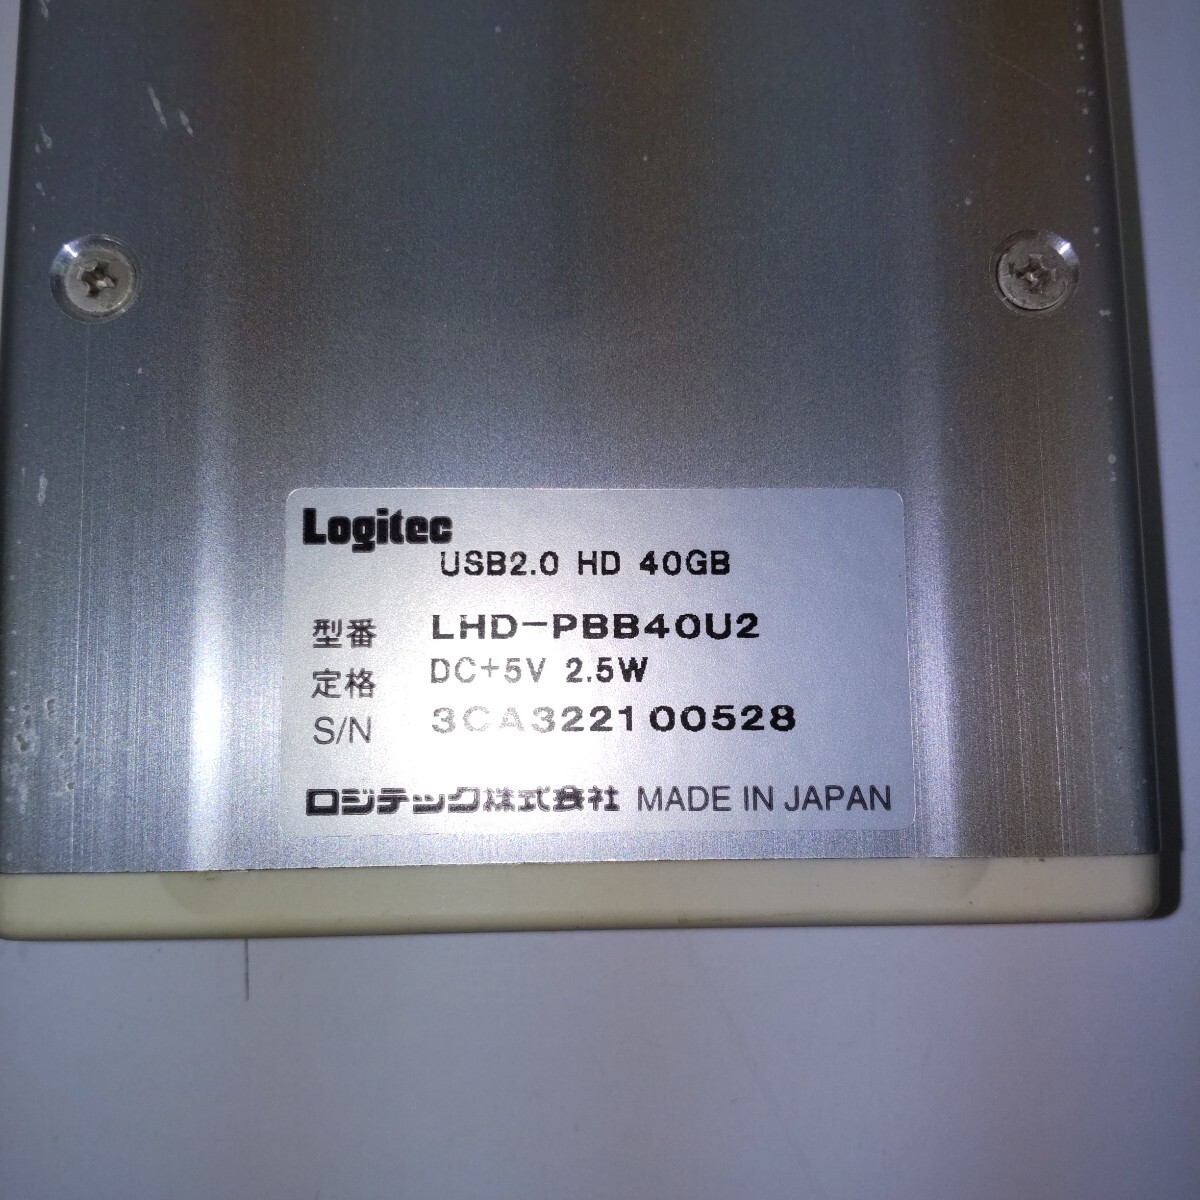 Logitec
USB2.0 HD 40GB
型番 LHD-PBB40U2
定格 DC+5V 2.5W
S/N 3CA322100528
ロジテック株式会社 MADE IN JAPAN